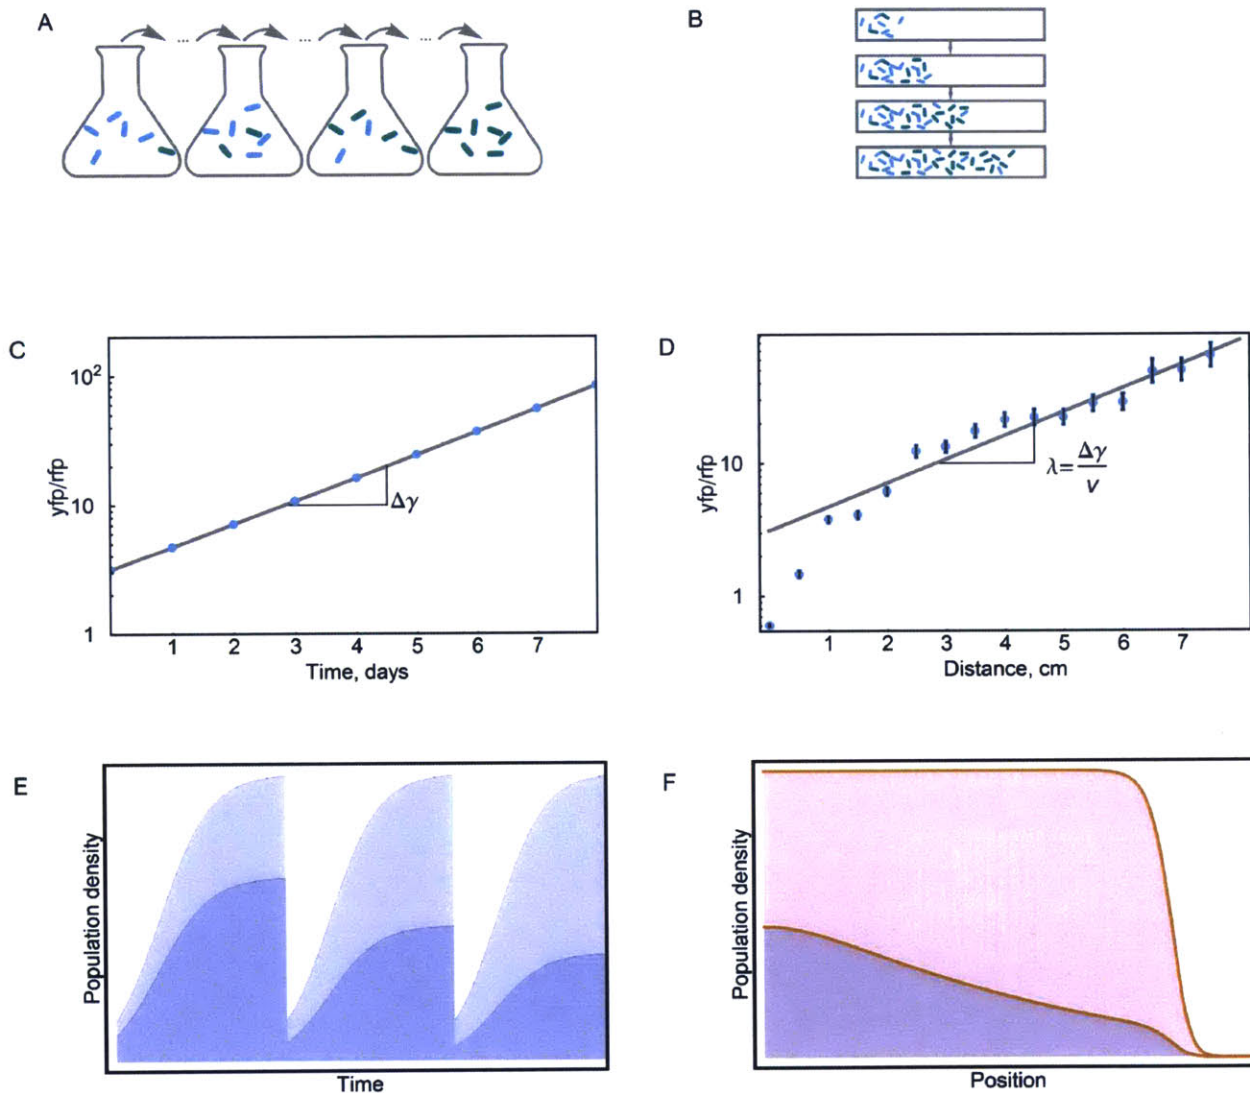 A
... ... ...
B
C
yfp/rfp
10²
10
1
Δγ
1 2 3 4 5 6 7
Time, days
D
yfp/rfp
10
1
λ=Δγ/v
1 2 3 4 5 6 7
Distance, cm
E
Population density
Time
F
Population density
Position